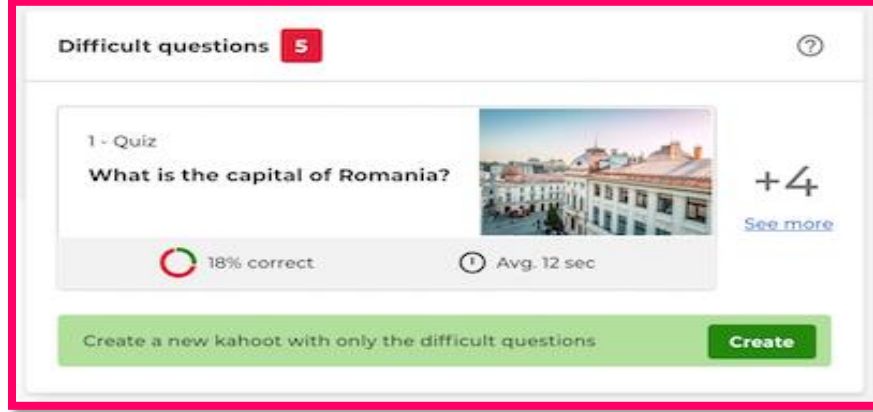 Difficult questions 5
1 - Quiz
What is the capital of Romania?
+4
See more
18% correct
Avg. 12 sec
Create a new kahoot with only the difficult questions
Create